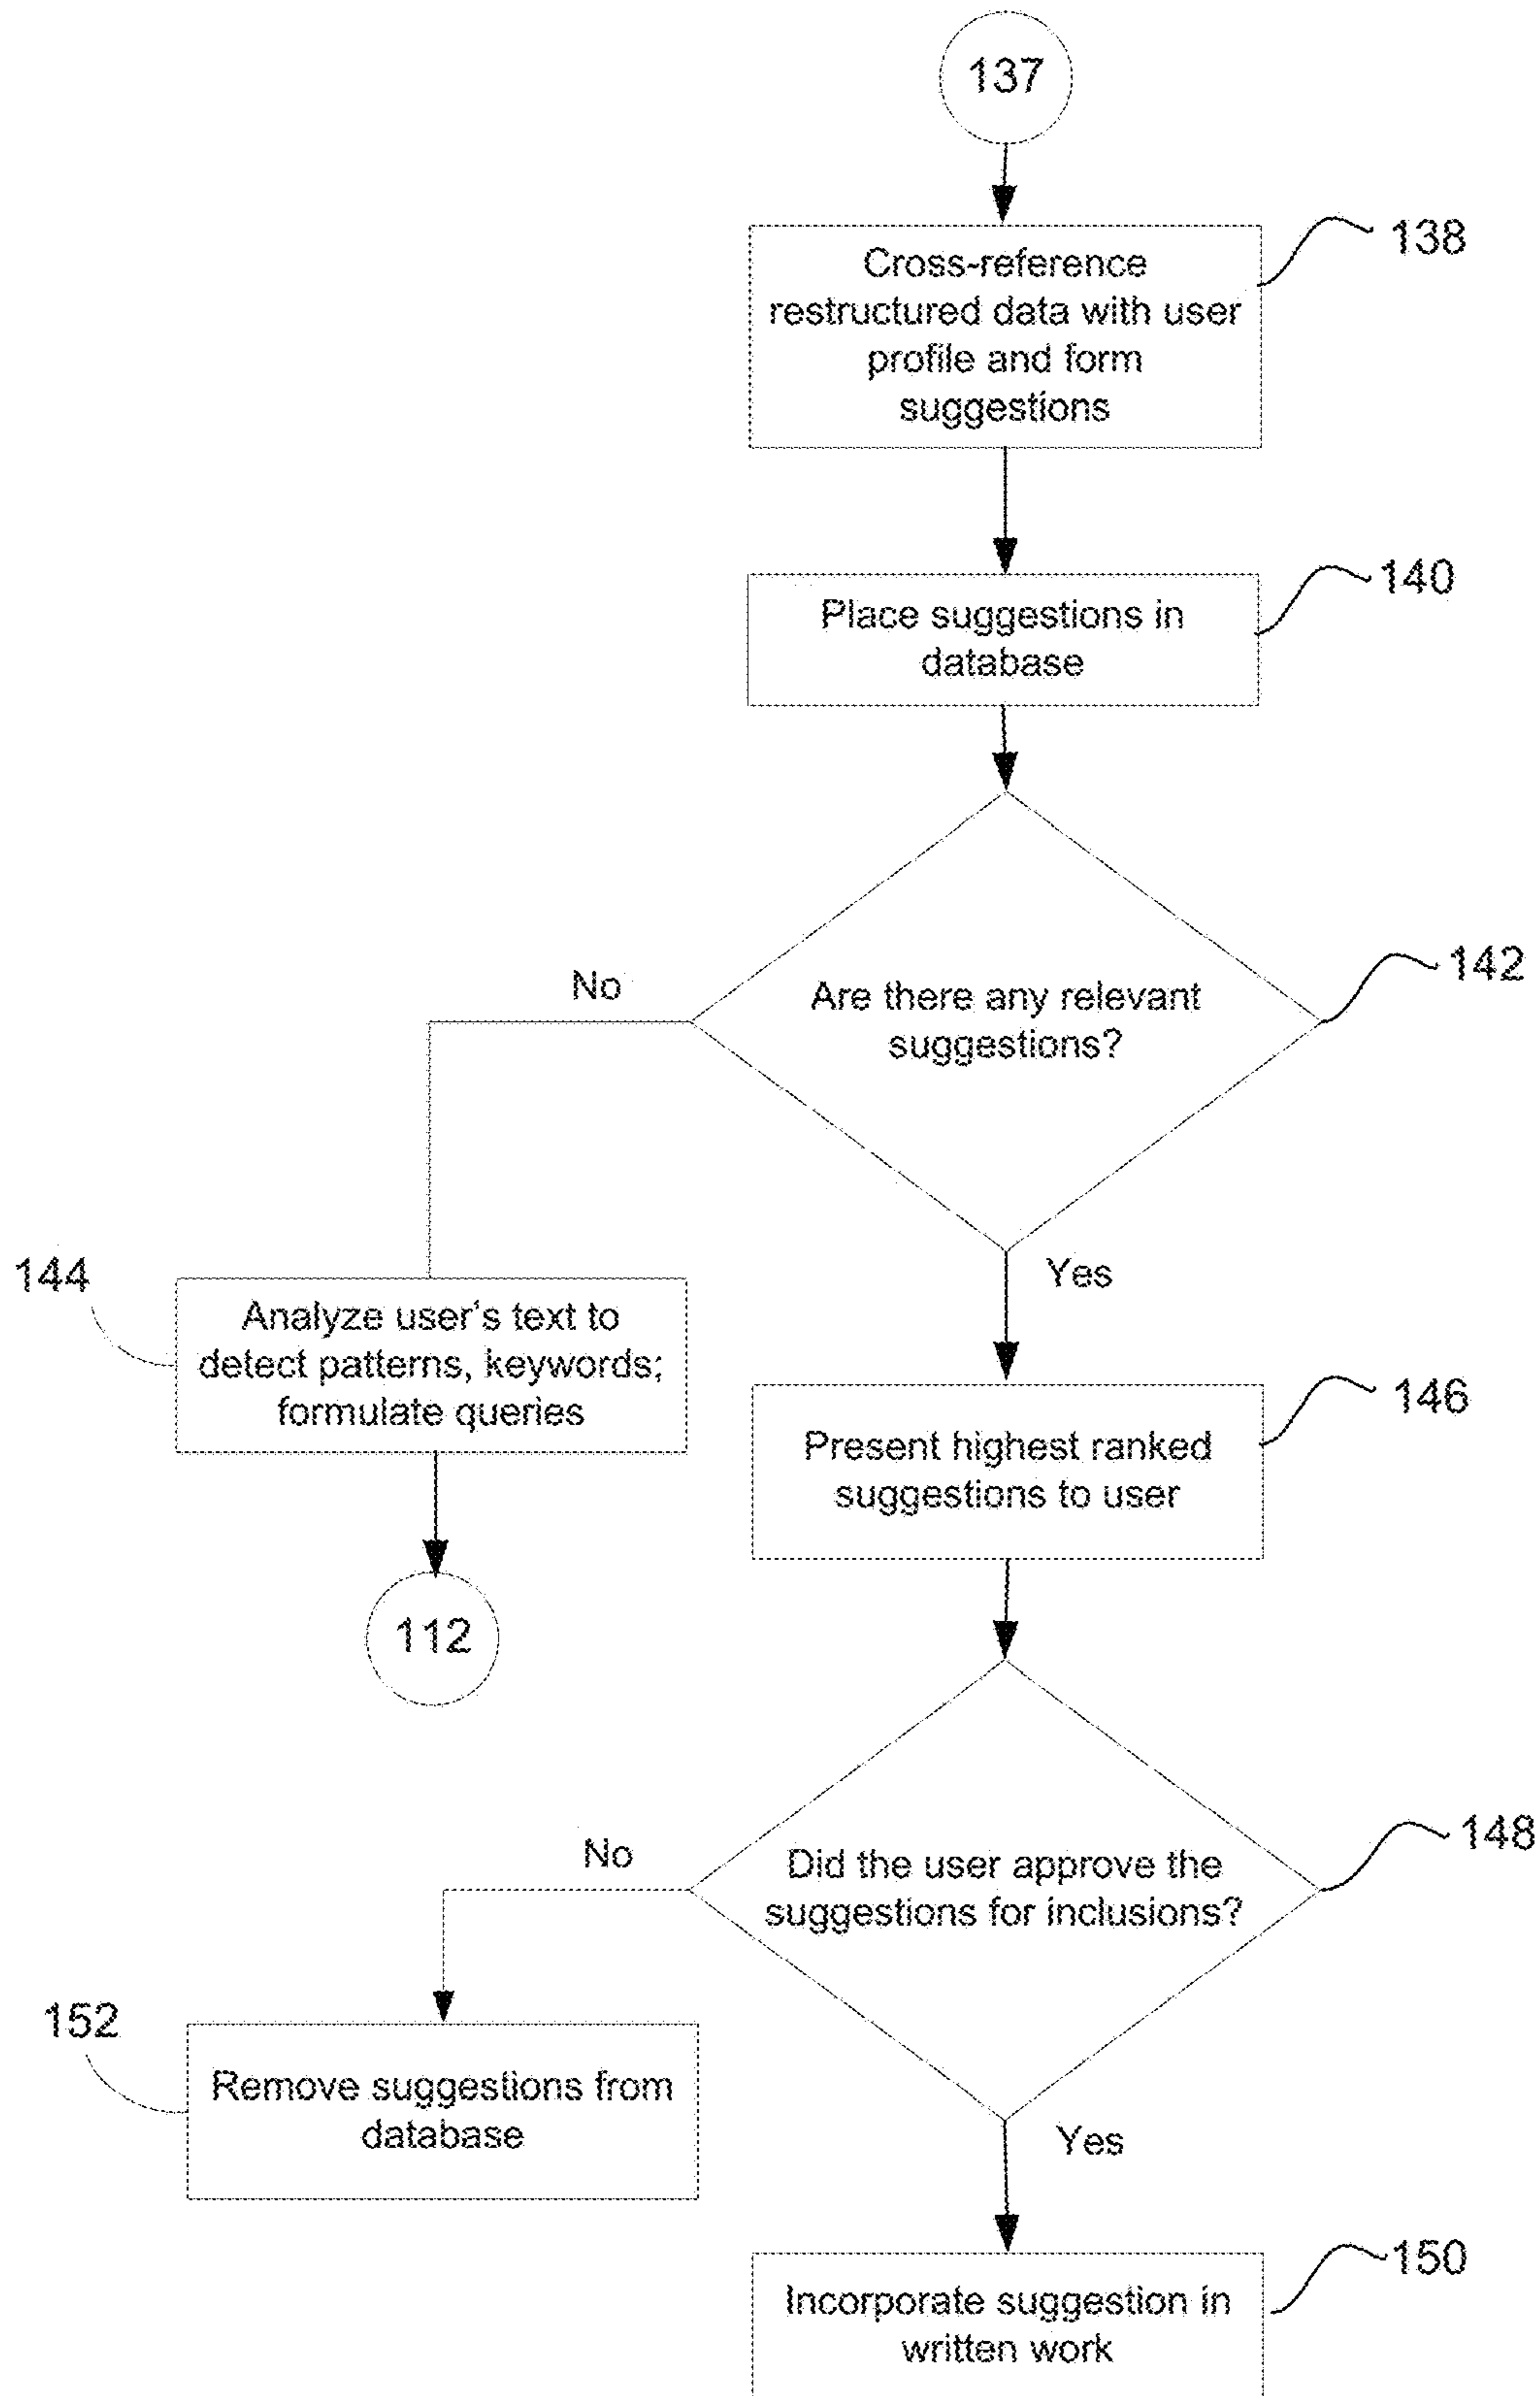 137
138
Cross-reference
restructured data with user
profile and form
suggestions
140
Place suggestions in
database
142
No
Are there any relevant
suggestions?
Yes
144
Analyze user's text to
detect patterns, keywords;
formulate queries
146
Present highest ranked
suggestions to user
112
148
No
Did the user approve the
suggestions for inclusions?
Yes
152
Remove suggestions from
database
150
Incorporate suggestion in
written work